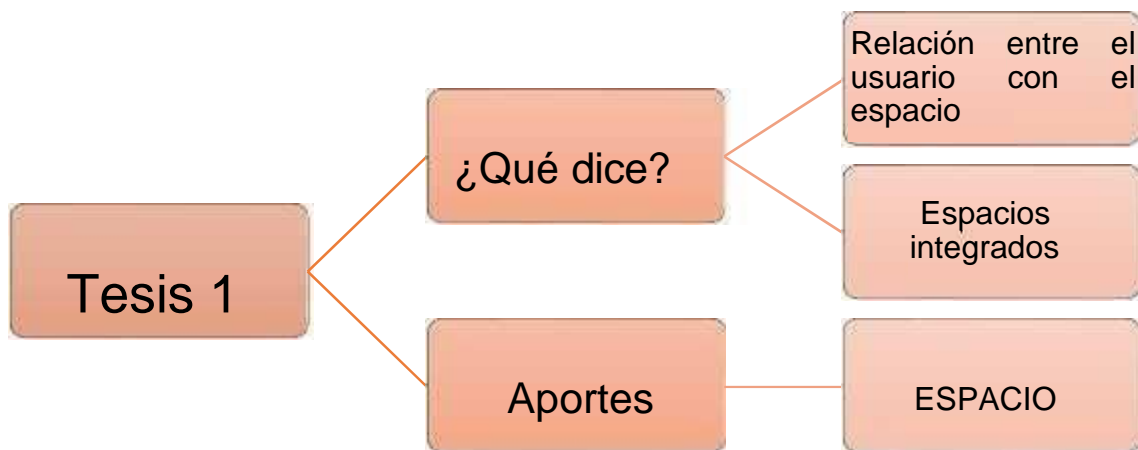 Tesis 1
¿Qué dice?
Relación entre el
usuario con el
espacio
Espacios
integrados
Aportes
ESPACIO